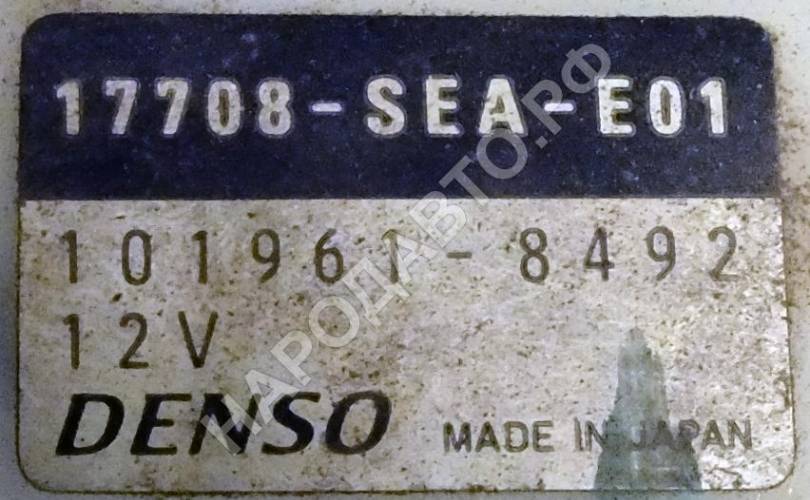 17708-SEA-E01
101961-8492
12V
DENSO MADE IN JAPAN
НАРОДАВТО.РФ